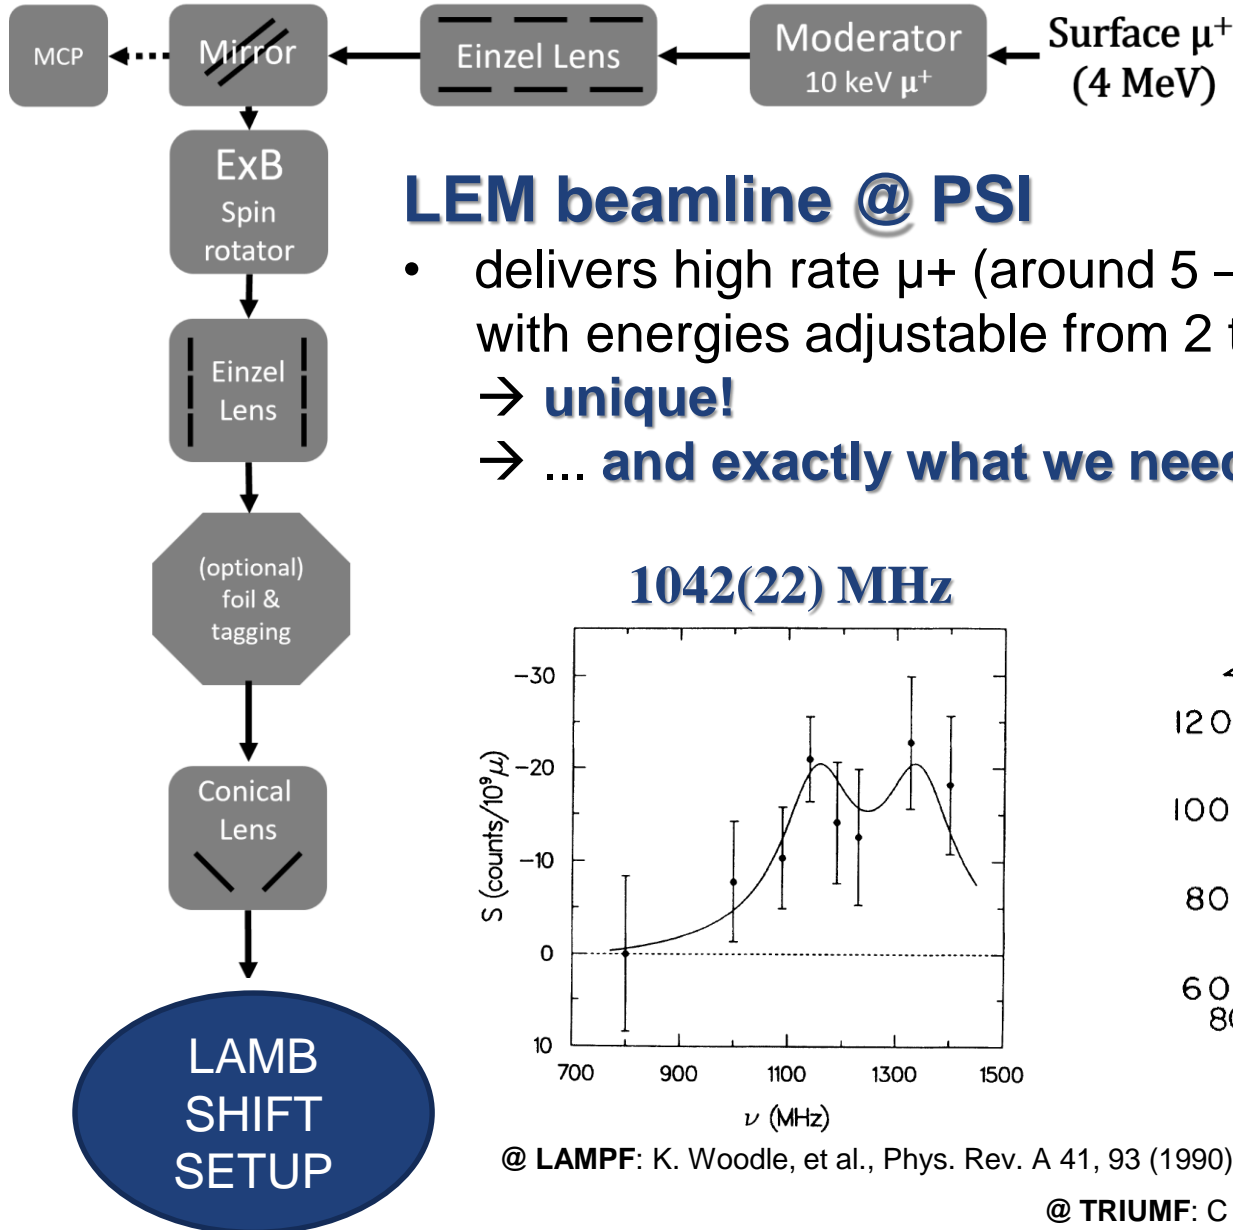 MCP
Mirror
Einzel Lens
Moderator
10 keV μ⁺
Surface μ⁺
(4 MeV)
ExB
Spin
rotator
LEM beamline @ PSI
• delivers high rate μ+ (around 5 –
with energies adjustable from 2
→ unique!
→ ... and exactly what we need
Einzel
Lens
(optional)
foil &
tagging
Conical
Lens
LAMB
SHIFT
SETUP
1042(22) MHz
S (counts/10⁹μ)
−30
−20
−10
0
10
700 900 1100 1300 1500
ν (MHz)
120
100
80
60
80
@ LAMPF: K. Woodle, et al., Phys. Rev. A 41, 93 (1990)
@ TRIUMF: C